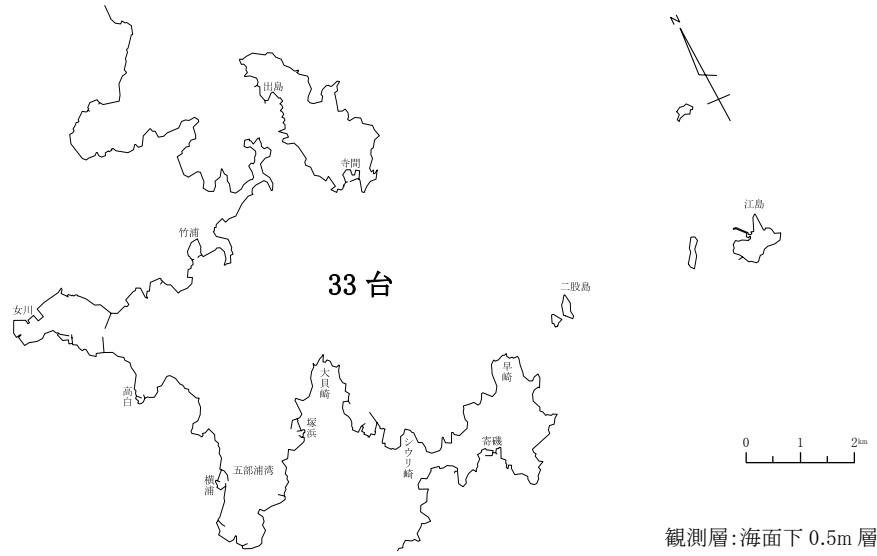 N
出島
寺間
江島
竹浦
33 台
二股島
女川
早崎
大貝崎
高白
塚浜
寄磯
シウリ崎
五部浦湾
横浦
0 1 2km
観測層:海面下 0.5m 層